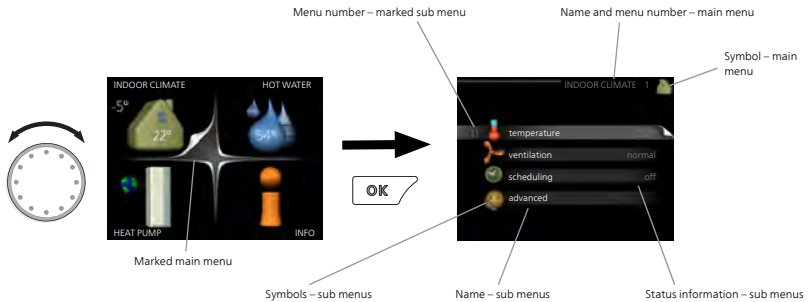 Menu number – marked sub menu
Name and menu number – main menu
Symbol – main
menu
INDOOR CLIMATE
HOT WATER
-5°
22°
54°
HEAT PUMP
INFO
Marked main menu
OK
INDOOR CLIMATE 1
temperature
ventilation normal
scheduling off
advanced
Symbols – sub menus
Name – sub menus
Status information – sub menus